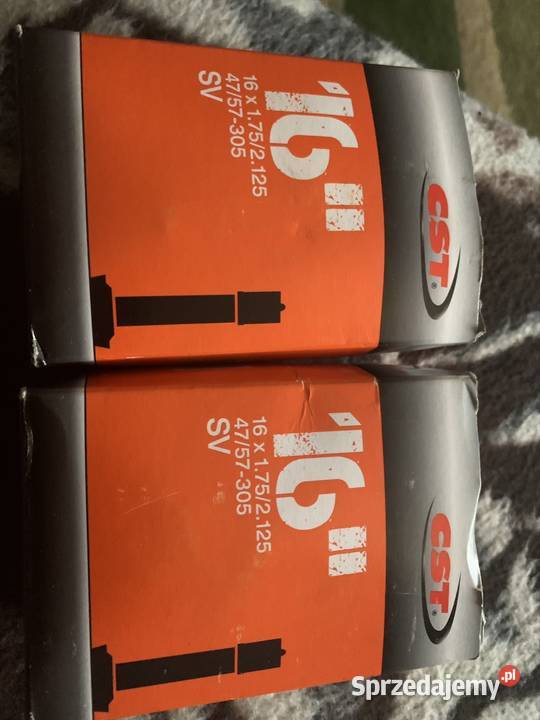 CST®
16"
16 x 1.75/2.125
47/57-305
SV
CST®
16"
16 x 1.75/2.125
47/57-305
SV
Sprzedajemy.pl